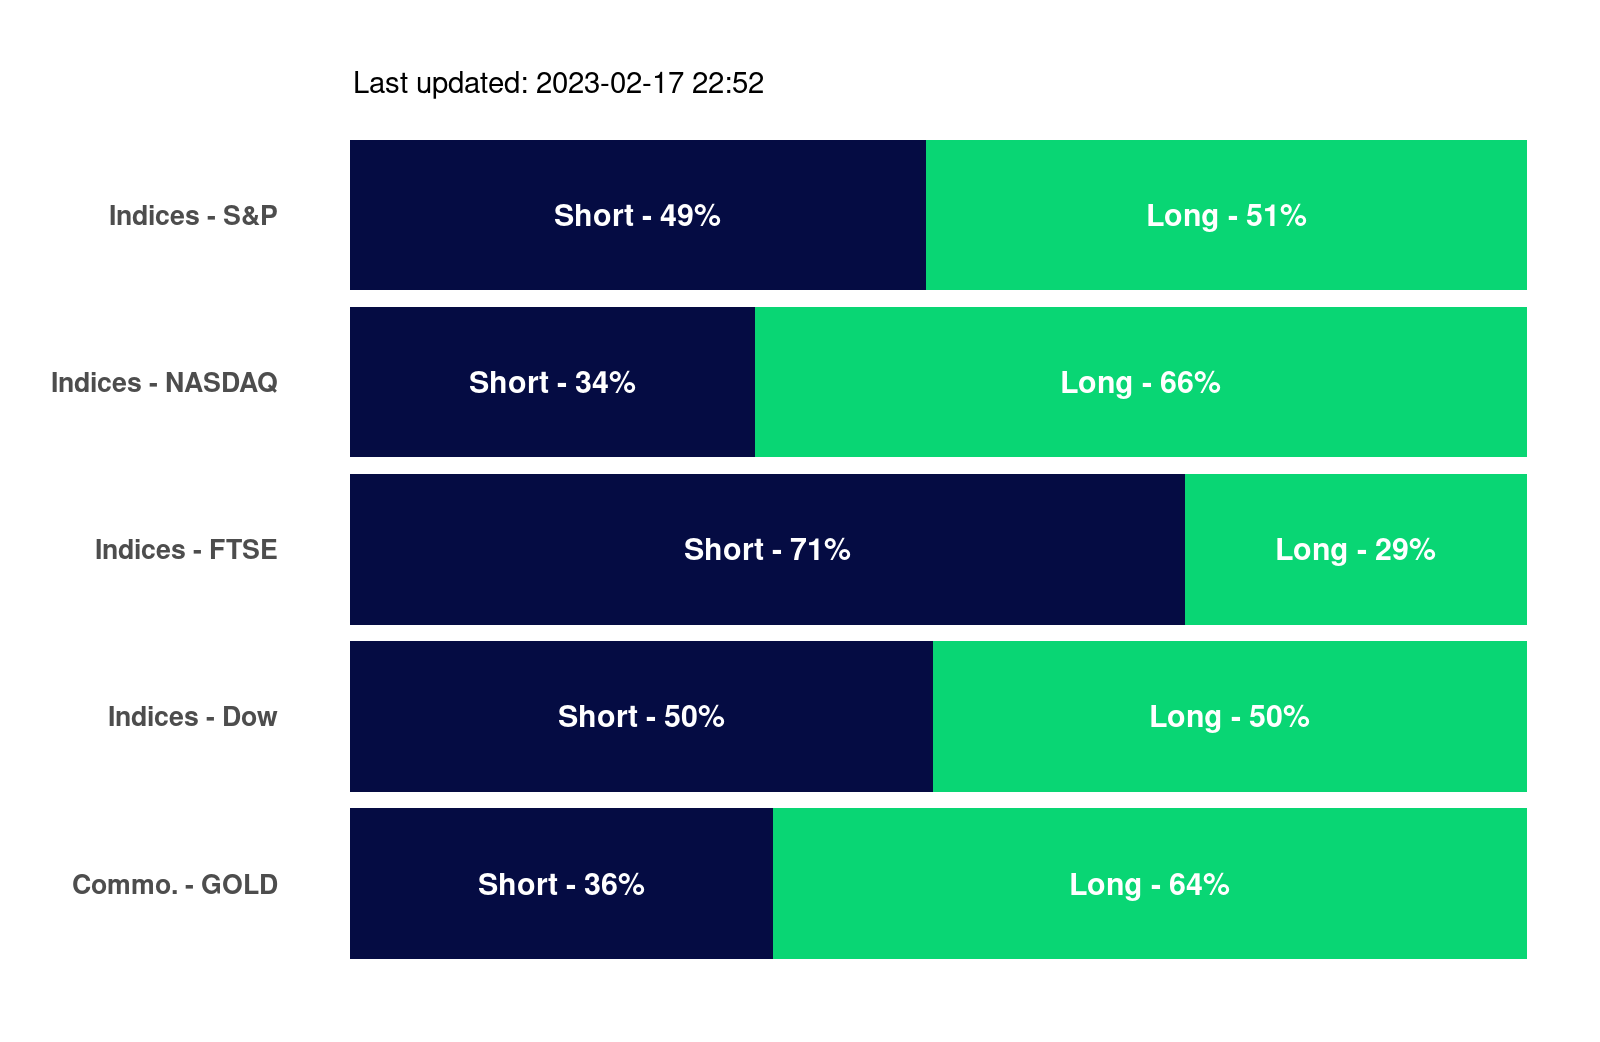 Last updated: 2023-02-17 22:52
Indices - S&P Short - 49% Long - 51%
Indices - NASDAQ Short - 34% Long - 66%
Indices - FTSE Short - 71% Long - 29%
Indices - Dow Short - 50% Long - 50%
Commo. - GOLD Short - 36% Long - 64%